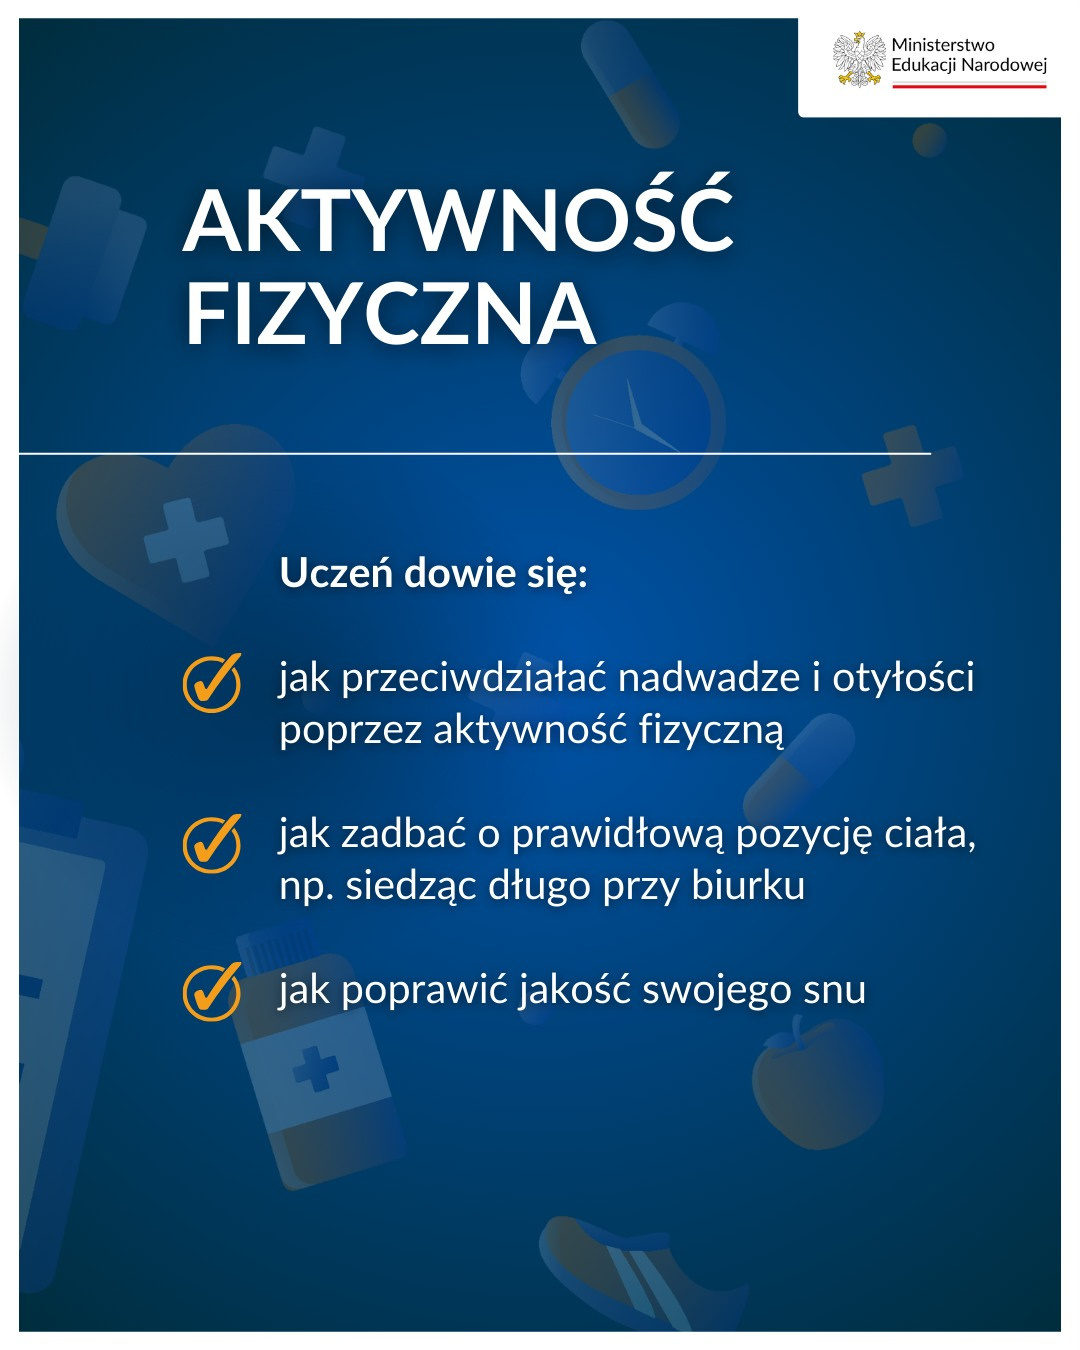 Ministerstwo
Edukacji Narodowej
AKTYWNOŚĆ
FIZYCZNA
Uczeń dowie się:
jak przeciwdziałać nadwadze i otyłości
poprzez aktywność fizyczną
jak zadbać o prawidłową pozycję ciała,
np. siedząc długo przy biurku
jak poprawić jakość swojego snu